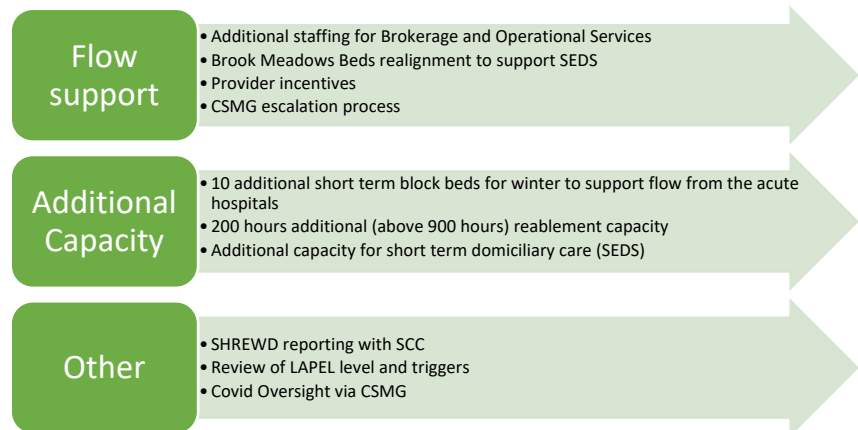 Flow
support
• Additional staffing for Brokerage and Operational Services
• Brook Meadows Beds realignment to support SEDS
• Provider incentives
• CSMG escalation process
Additional
Capacity
• 10 additional short term block beds for winter to support flow from the acute
hospitals
• 200 hours additional (above 900 hours) reablement capacity
• Additional capacity for short term domiciliary care (SEDS)
Other
• SHREWD reporting with SCC
• Review of LAPEL level and triggers
• Covid Oversight via CSMG